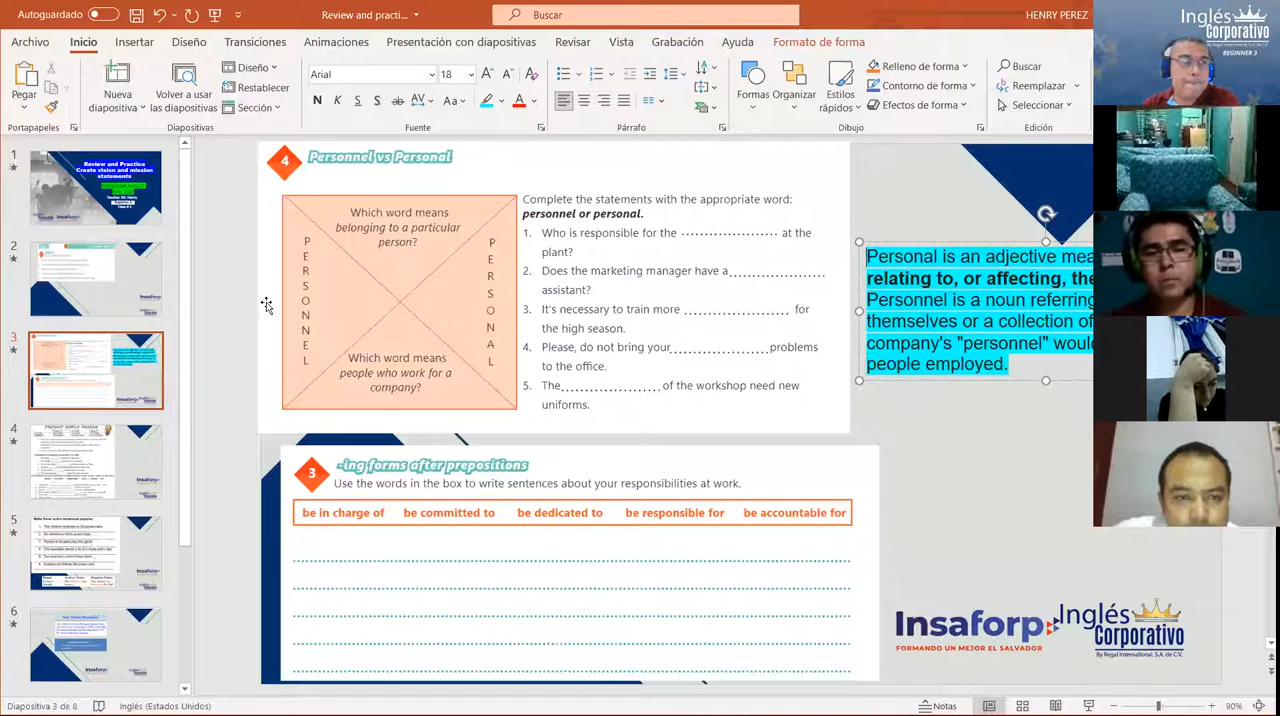 Autoguardado
Review and practi...
Buscar
HENRY PEREZ
Inglés
Corporativo
By Regal International, S.A. de C.V.
BEGINNER 3
Archivo Inicio Insertar Diseño Transiciones Animaciones Presentación con diapositivas Revisar Vista Grabación Ayuda Formato de forma
Pegar
Nueva diapositiva
Volver a usar las diapositivas
Diseño
Restablecer
Sección
Arial 18
N K S S ab AV Aa
Formas Organizar Estilos rápidos
Relleno de forma
Contorno de forma
Efectos de forma
Buscar
Reemplazar
Seleccionar
Portapapeles Diapositivas Fuente Párrafo Dibujo Edición
1
Review and Practice
Create vision and mission
statements
2
3
4
PRESENT SIMPLE PASSIVE
5
6
4 Personnel vs Personal
Which word means
belonging to a particular
person?
PERSONNEL
PERSONA
Which word means
people who work for a
company?
Complete the statements with the appropriate word:
personnel or personal.
1. Who is responsible for the .................... at the
plant?
2. Does the marketing manager have a....................
assistant?
3. It's necessary to train more ...................... for
the high season.
4. Please, do not bring your.....................problems
to the office.
5. The.....................of the workshop need new
uniforms.
Personal is an adjective mea
relating to, or affecting, the
Personnel is a noun referring
themselves or a collection of
company's "personnel" woul
people employed.
3 -ing forms after prepositions
Use the words in the box to write sentences about your responsibilities at work.
be in charge of be committed to be dedicated to be responsible for be accountable for
Insaforp
FORMANDO UN MEJOR EL SALVADOR
Inglés
Corporativo
By Regal International, S.A. de C.V.
Diapositiva 3 de 8 Inglés (Estados Unidos) Notas 90%